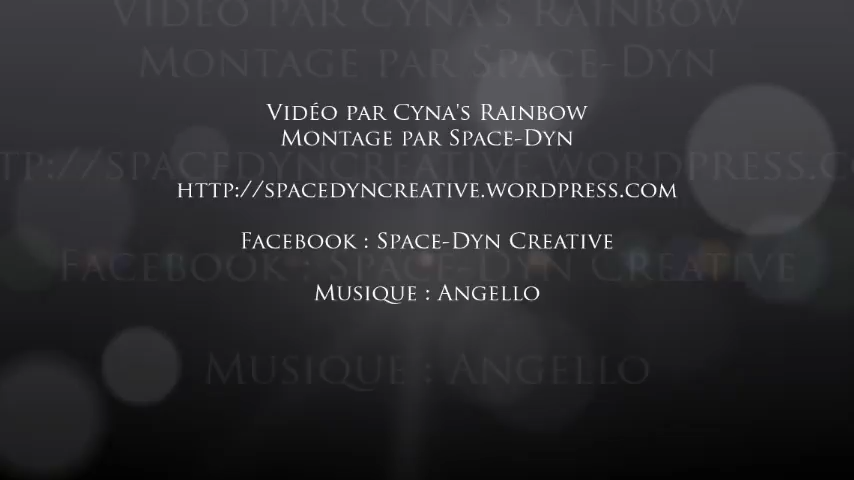 Vidéo par Cyna's Rainbow
Montage par Space-Dyn
http://spacedyncreative.wordpress.com
Facebook : Space-Dyn Creative
Musique : Angello